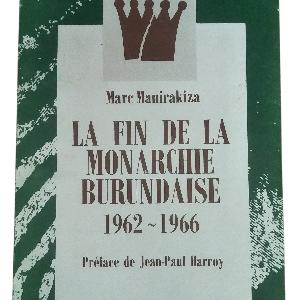 Marc Manirakiza
LA FIN DE LA
MONARCHIE
BURUNDAISE
1962 ~ 1966
Préface de Jean-Paul Harroy